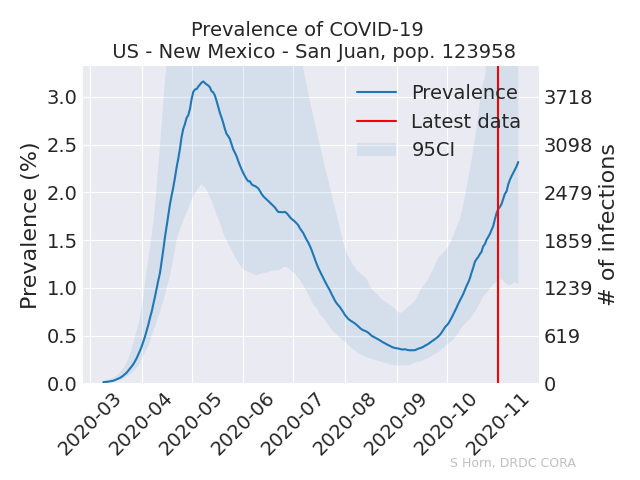 Prevalence of COVID-19
US - New Mexico - San Juan, pop. 123958
Prevalence
Latest data
95CI
Prevalence (%)
3.0
2.5
2.0
1.5
1.0
0.5
0.0
3718
3098
2479
1859
1239
619
0
# of infections
2020-03
2020-04
2020-05
2020-06
2020-07
2020-08
2020-09
2020-10
2020-11
S Horn, DRDC CORA